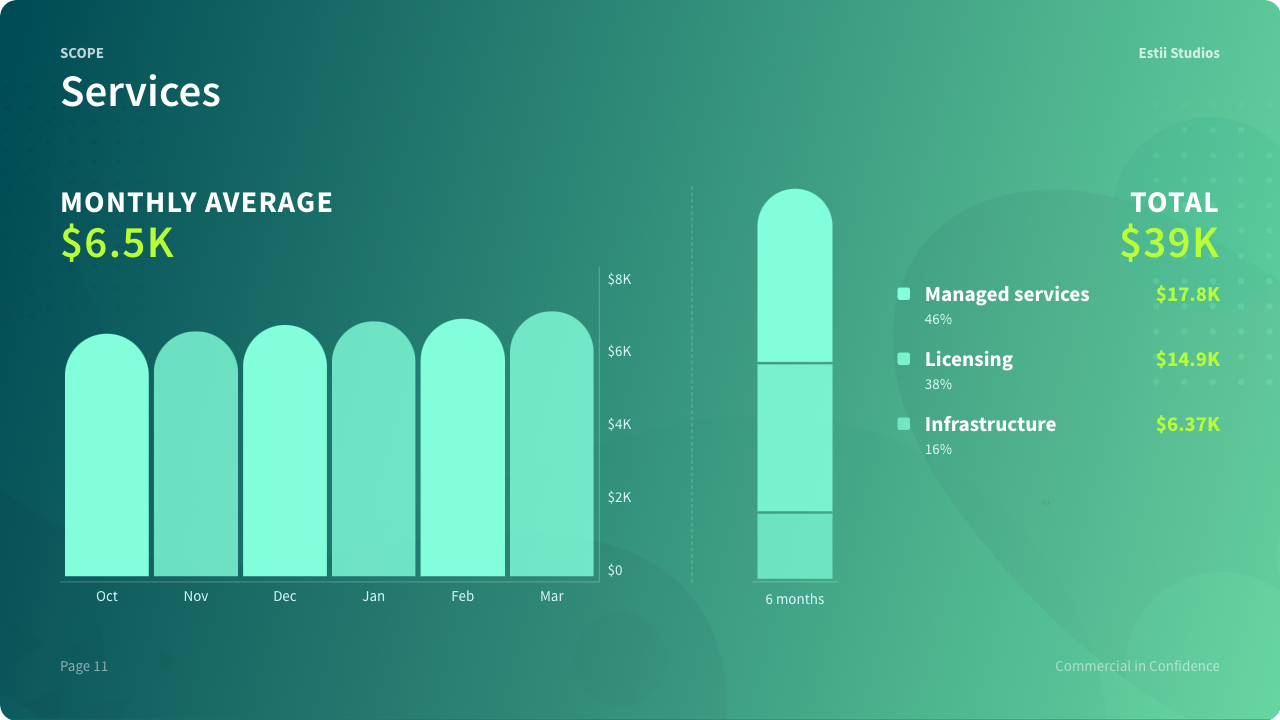 SCOPE
Estii Studios
Services
MONTHLY AVERAGE
$6.5K
$8K
$6K
$4K
$2K
$0
Oct Nov Dec Jan Feb Mar
6 months
TOTAL
$39K
Managed services $17.8K
46%
Licensing $14.9K
38%
Infrastructure $6.37K
16%
Page 11
Commercial in Confidence